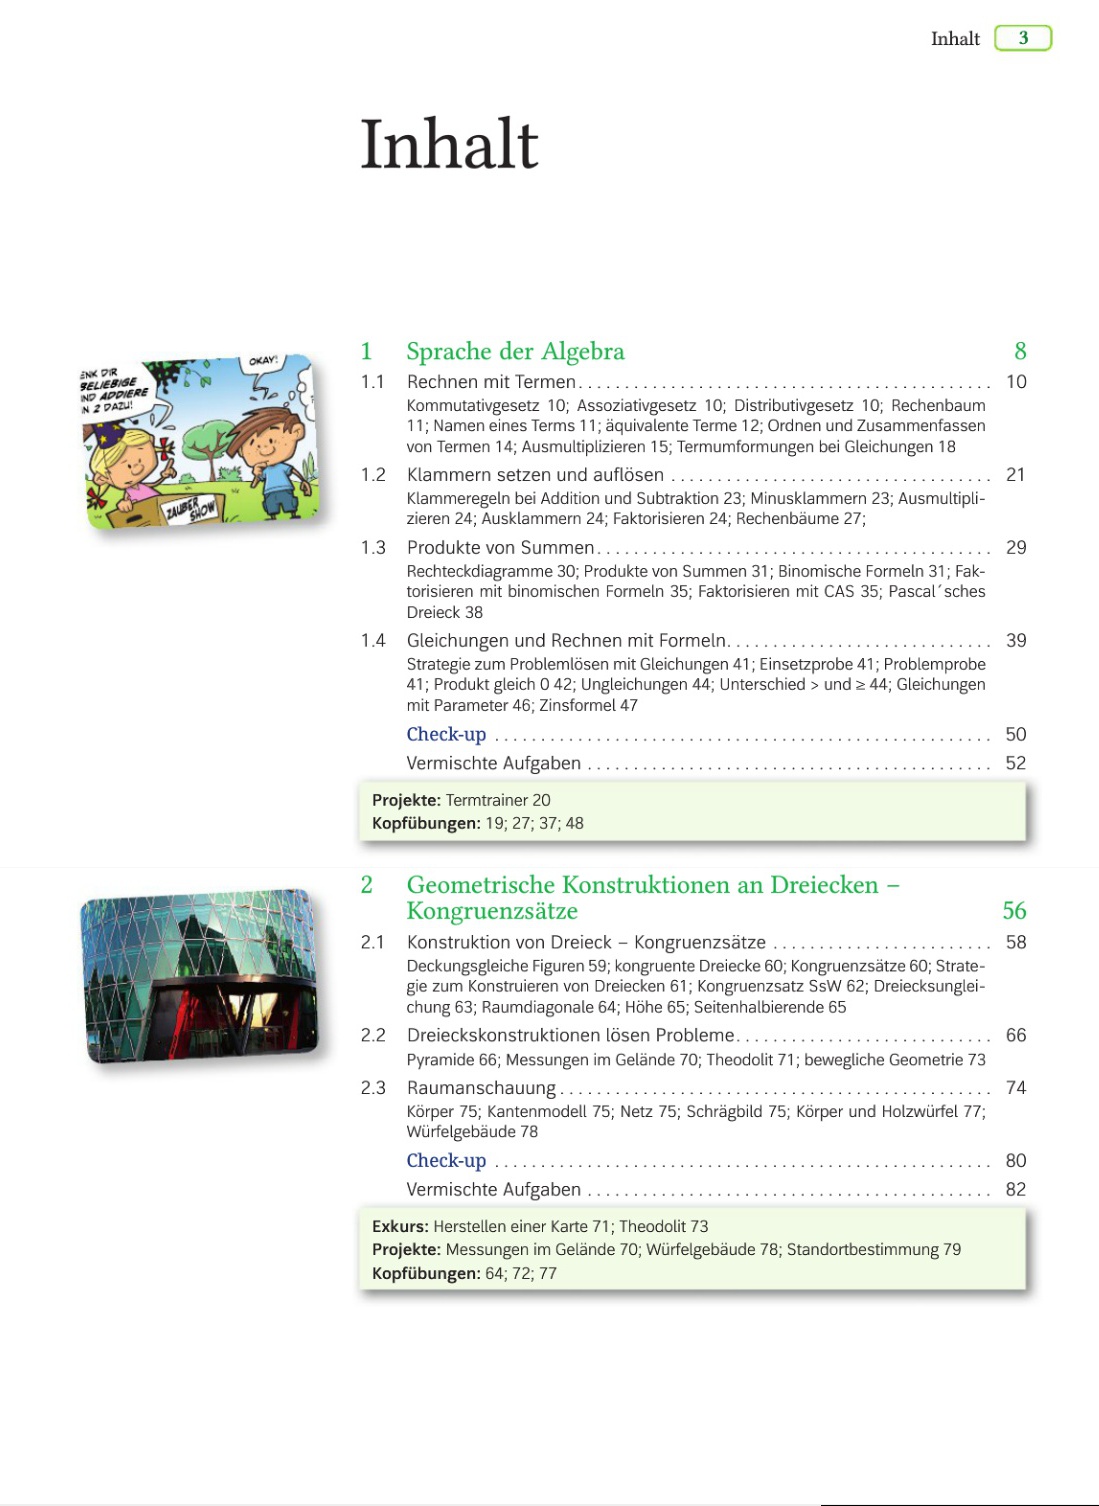 Inhalt 3
Inhalt
1 Sprache der Algebra 8
1.1 Rechnen mit Termen. . . . . . . . . . . . . . . . . . . . . . . . . . . . . . . . . . . . . . . . . . . . . 10
Kommutativgesetz 10; Assoziativgesetz 10; Distributivgesetz 10; Rechenbaum
11; Namen eines Terms 11; äquivalente Terme 12; Ordnen und Zusammenfassen
von Termen 14; Ausmultiplizieren 15; Termumformungen bei Gleichungen 18
1.2 Klammern setzen und auflösen . . . . . . . . . . . . . . . . . . . . . . . . . . . . . . . . . . . 21
Klammeregeln bei Addition und Subtraktion 23; Minusklammern 23; Ausmultipli-
zieren 24; Ausklammern 24; Faktorisieren 24; Rechenbäume 27;
1.3 Produkte von Summen. . . . . . . . . . . . . . . . . . . . . . . . . . . . . . . . . . . . . . . . . . . 29
Rechteckdiagramme 30; Produkte von Summen 31; Binomische Formeln 31; Fak-
torisieren mit binomischen Formeln 35; Faktorisieren mit CAS 35; Pascal´sches
Dreieck 38
1.4 Gleichungen und Rechnen mit Formeln. . . . . . . . . . . . . . . . . . . . . . . . . . . . . 39
Strategie zum Problemlösen mit Gleichungen 41; Einsetzprobe 41; Problemprobe
41; Produkt gleich 0 42; Ungleichungen 44; Unterschied > und ≥ 44; Gleichungen
mit Parameter 46; Zinsformel 47
Check-up . . . . . . . . . . . . . . . . . . . . . . . . . . . . . . . . . . . . . . . . . . . . . . . . . . . . . . 50
Vermischte Aufgaben . . . . . . . . . . . . . . . . . . . . . . . . . . . . . . . . . . . . . . . . . . . . 52
Projekte: Termtrainer 20
Kopfübungen: 19; 27; 37; 48
ENK DIR
BELIEBIGE
ND ADDIERE
N 2 DAZU!
OKAY!
ZAUBER
SHOW
2 Geometrische Konstruktionen an Dreiecken –
Kongruenzsätze 56
2.1 Konstruktion von Dreieck – Kongruenzsätze . . . . . . . . . . . . . . . . . . . . . . . . 58
Deckungsgleiche Figuren 59; kongruente Dreiecke 60; Kongruenzsätze 60; Strate-
gie zum Konstruieren von Dreiecken 61; Kongruenzsatz SsW 62; Dreiecksunglei-
chung 63; Raumdiagonale 64; Höhe 65; Seitenhalbierende 65
2.2 Dreieckskonstruktionen lösen Probleme. . . . . . . . . . . . . . . . . . . . . . . . . . . . 66
Pyramide 66; Messungen im Gelände 70; Theodolit 71; bewegliche Geometrie 73
2.3 Raumanschauung . . . . . . . . . . . . . . . . . . . . . . . . . . . . . . . . . . . . . . . . . . . . . . . 74
Körper 75; Kantenmodell 75; Netz 75; Schrägbild 75; Körper und Holzwürfel 77;
Würfelgebäude 78
Check-up . . . . . . . . . . . . . . . . . . . . . . . . . . . . . . . . . . . . . . . . . . . . . . . . . . . . . . 80
Vermischte Aufgaben . . . . . . . . . . . . . . . . . . . . . . . . . . . . . . . . . . . . . . . . . . . . 82
Exkurs: Herstellen einer Karte 71; Theodolit 73
Projekte: Messungen im Gelände 70; Würfelgebäude 78; Standortbestimmung 79
Kopfübungen: 64; 72; 77